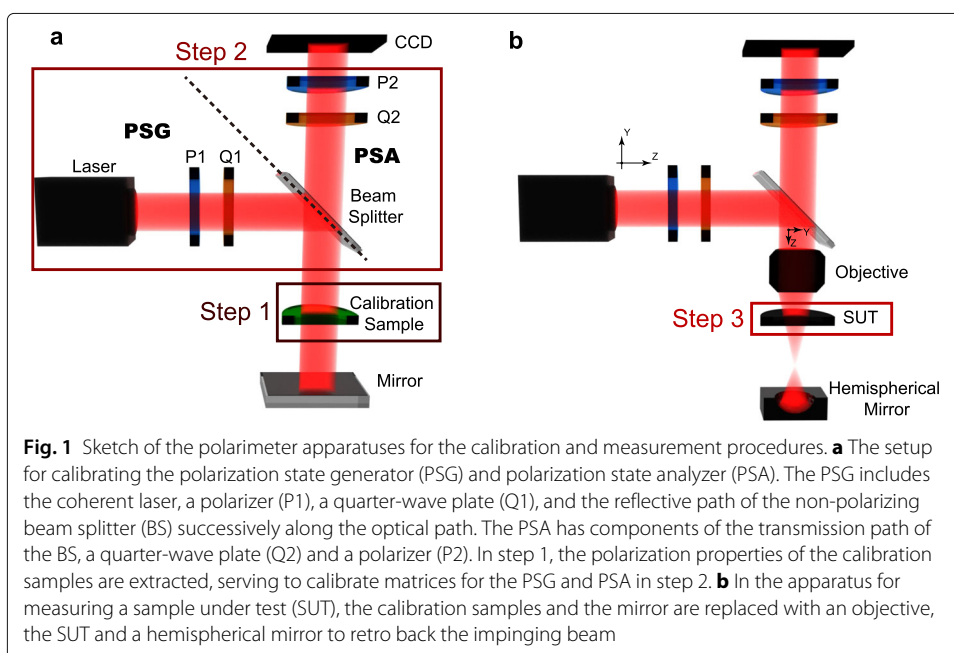 a
Step 2
CCD
P2
Q2
PSG
PSA
P1 Q1
Laser
Beam
Splitter
Step 1
Calibration
Sample
Mirror
b
Y
Z
Y
Z
Objective
Step 3
SUT
Hemispherical
Mirror
Fig. 1 Sketch of the polarimeter apparatuses for the calibration and measurement procedures. a The setup
for calibrating the polarization state generator (PSG) and polarization state analyzer (PSA). The PSG includes
the coherent laser, a polarizer (P1), a quarter-wave plate (Q1), and the reflective path of the non-polarizing
beam splitter (BS) successively along the optical path. The PSA has components of the transmission path of
the BS, a quarter-wave plate (Q2) and a polarizer (P2). In step 1, the polarization properties of the calibration
samples are extracted, serving to calibrate matrices for the PSG and PSA in step 2. b In the apparatus for
measuring a sample under test (SUT), the calibration samples and the mirror are replaced with an objective,
the SUT and a hemispherical mirror to retro back the impinging beam